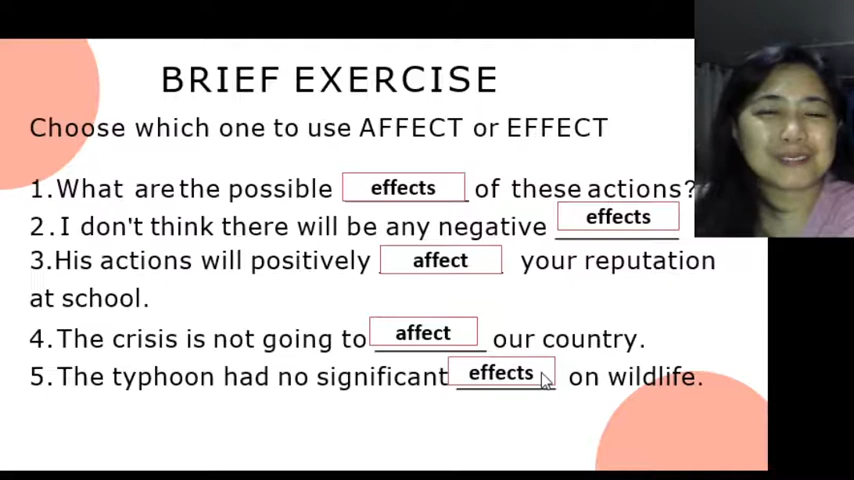 BRIEF EXERCISE
Choose which one to use AFFECT or EFFECT
1.What are the possible effects of these actions?
2.I don't think there will be any negative effects
3.His actions will positively affect your reputation
at school.
4.The crisis is not going to affect our country.
5.The typhoon had no significant effects on wildlife.